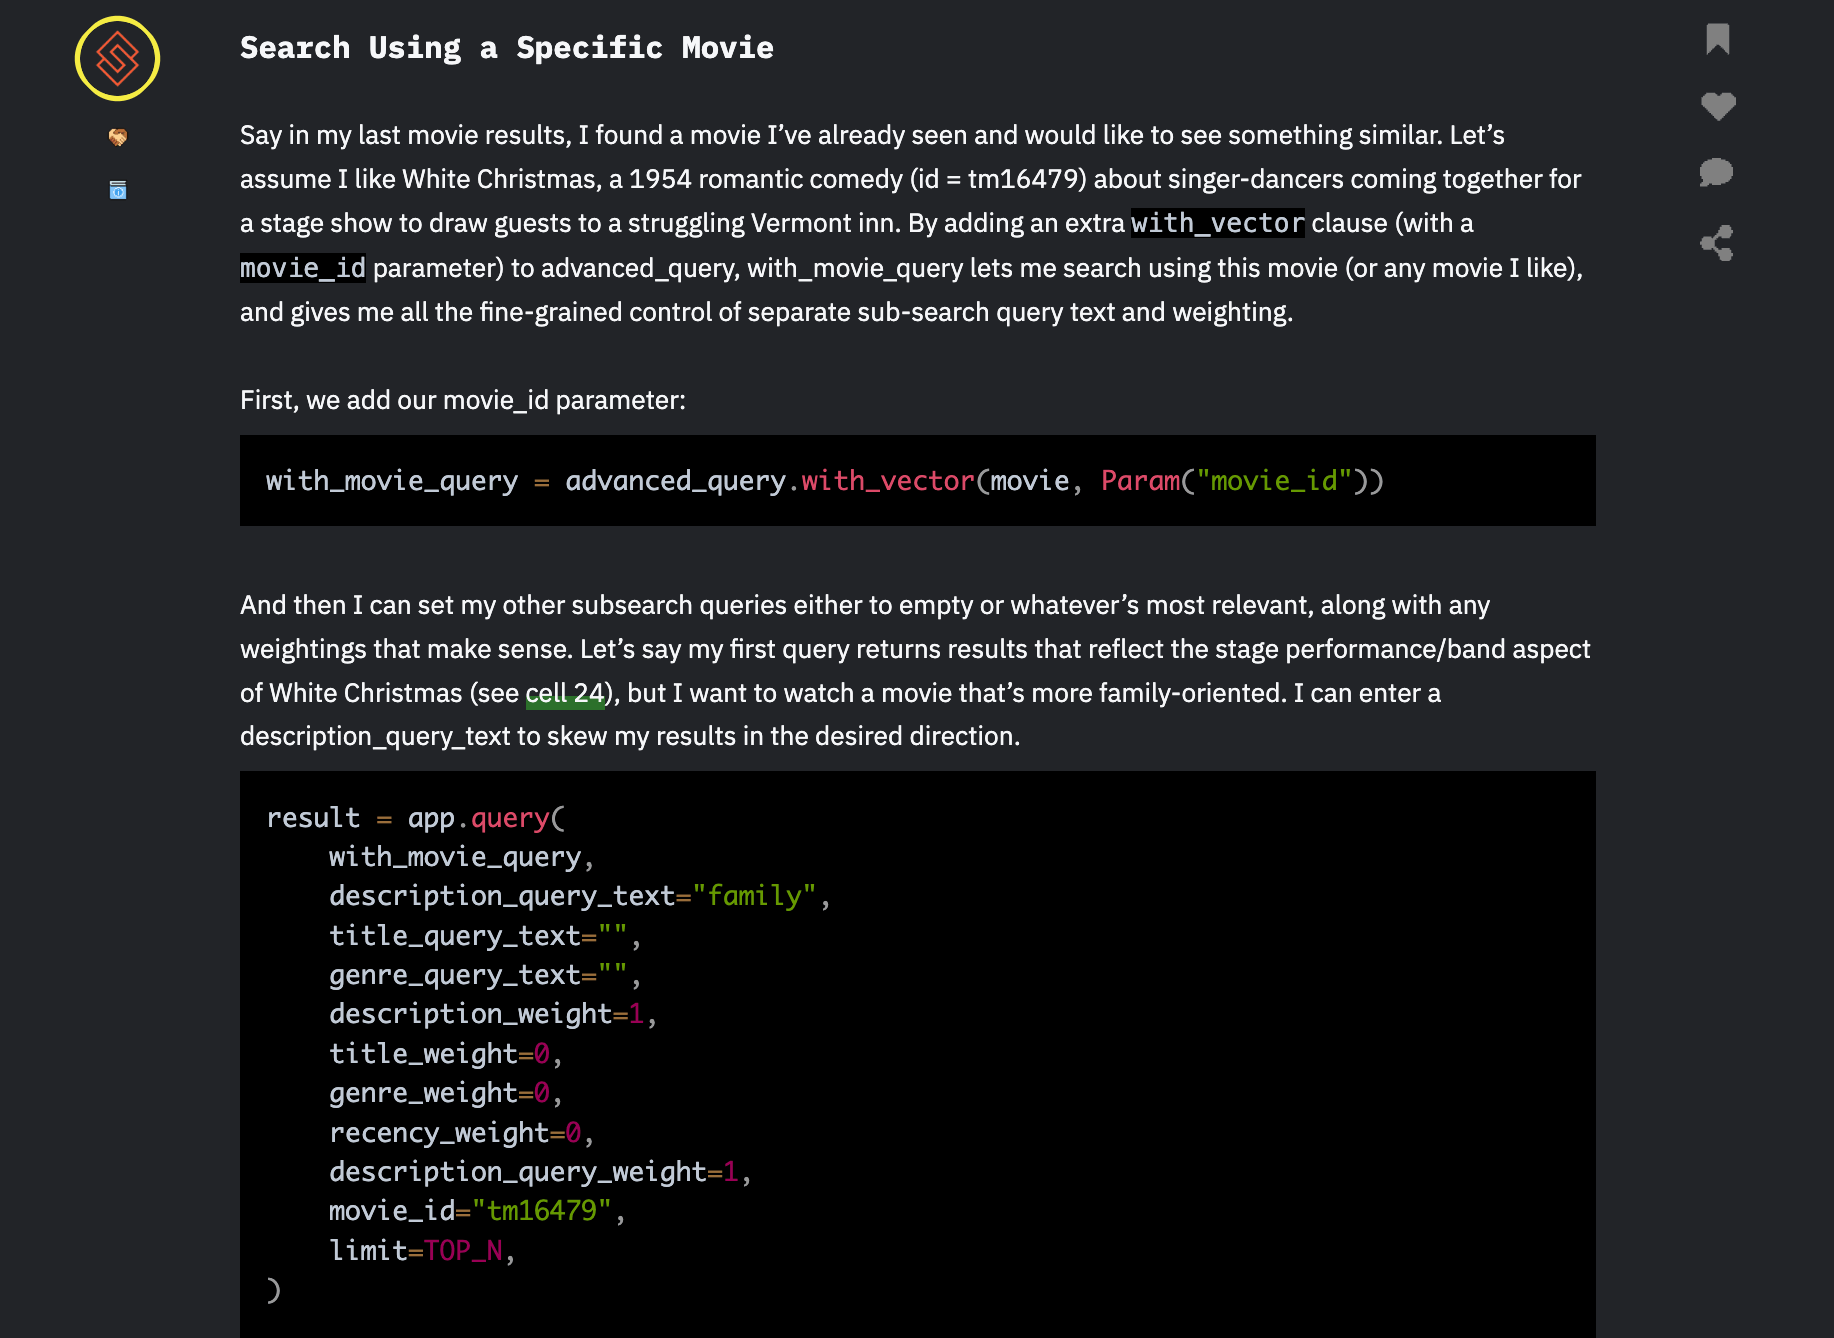 Search Using a Specific Movie
Say in my last movie results, I found a movie I’ve already seen and would like to see something similar. Let’s
assume I like White Christmas, a 1954 romantic comedy (id = tm16479) about singer-dancers coming together for
a stage show to draw guests to a struggling Vermont inn. By adding an extra with_vector clause (with a
movie_id parameter) to advanced_query, with_movie_query lets me search using this movie (or any movie I like),
and gives me all the fine-grained control of separate sub-search query text and weighting.
First, we add our movie_id parameter:
with_movie_query = advanced_query.with_vector(movie, Param("movie_id"))
And then I can set my other subsearch queries either to empty or whatever’s most relevant, along with any
weightings that make sense. Let’s say my first query returns results that reflect the stage performance/band aspect
of White Christmas (see cell 24), but I want to watch a movie that’s more family-oriented. I can enter a
description_query_text to skew my results in the desired direction.
result = app.query(
    with_movie_query,
    description_query_text="family",
    title_query_text="",
    genre_query_text="",
    description_weight=1,
    title_weight=0,
    genre_weight=0,
    recency_weight=0,
    description_query_weight=1,
    movie_id="tm16479",
    limit=TOP_N,
)